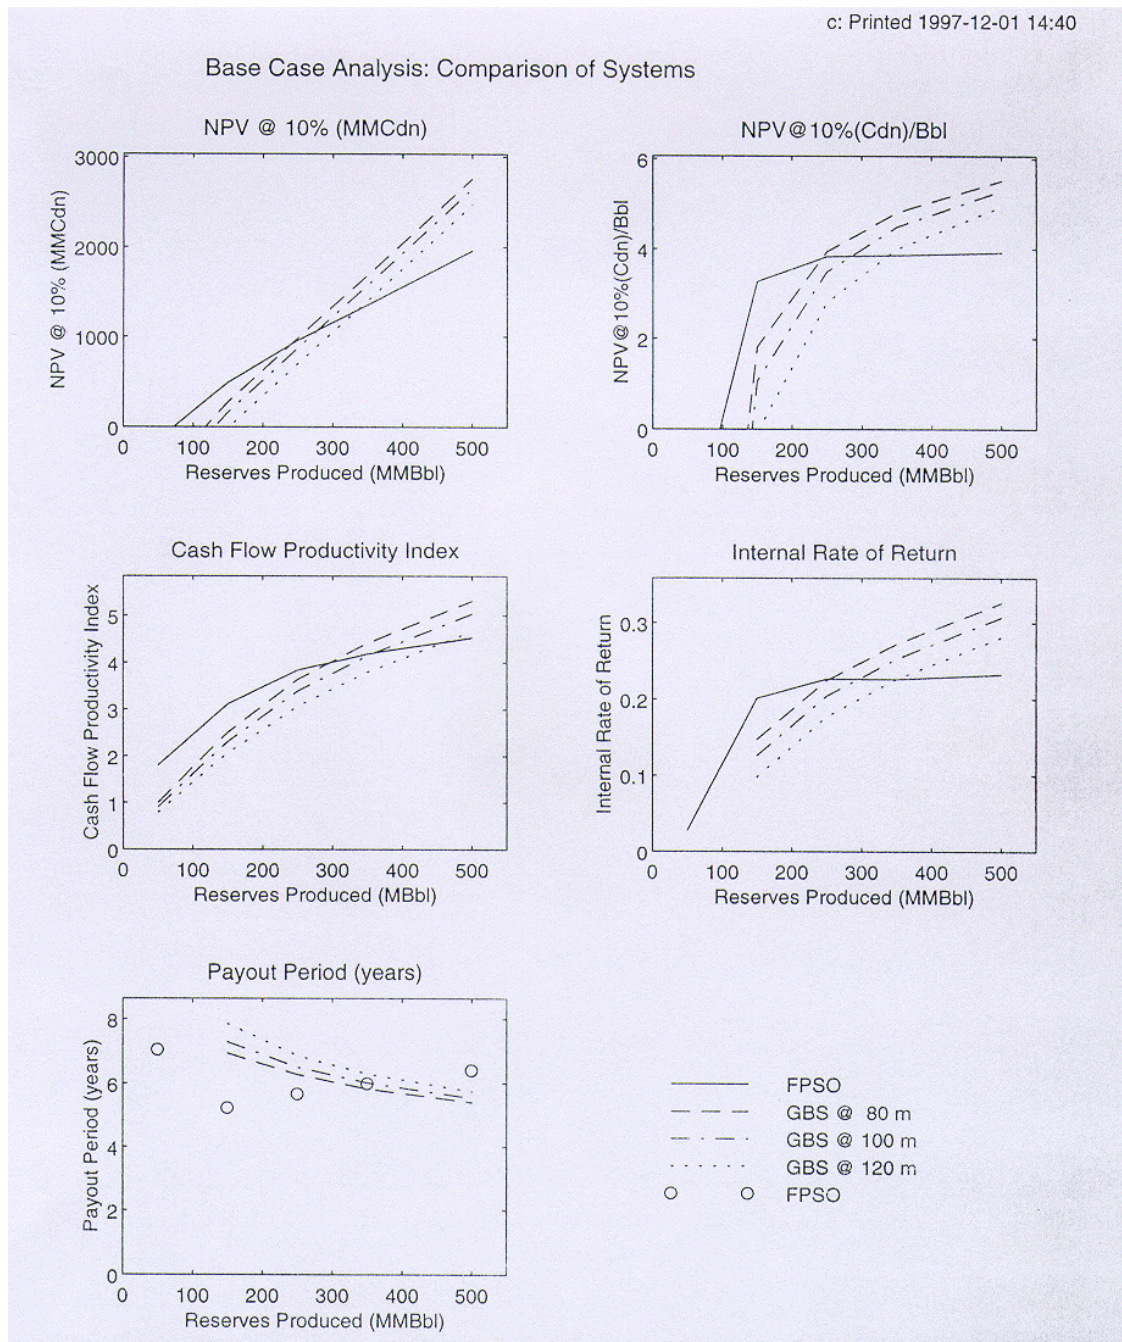 c: Printed 1997-12-01 14:40
Base Case Analysis: Comparison of Systems
NPV @ 10% (MMCdn)
3000
2000
1000
0
NPV @ 10% (MMCdn)
0 100 200 300 400 500
Reserves Produced (MMBbl)
NPV@10%(Cdn)/Bbl
6
4
2
0
NPV@10%(Cdn)/Bbl
0 100 200 300 400 500
Reserves Produced (MMBbl)
Cash Flow Productivity Index
5
4
3
2
1
0
Cash Flow Productivity Index
0 100 200 300 400 500
Reserves Produced (MBbl)
Internal Rate of Return
0.3
0.2
0.1
0
Internal Rate of Return
0 100 200 300 400 500
Reserves Produced (MMBbl)
Payout Period (years)
8
6
4
2
0
Payout Period (years)
0 100 200 300 400 500
Reserves Produced (MMBbl)
FPSO
GBS @ 80 m
GBS @ 100 m
GBS @ 120 m
FPSO